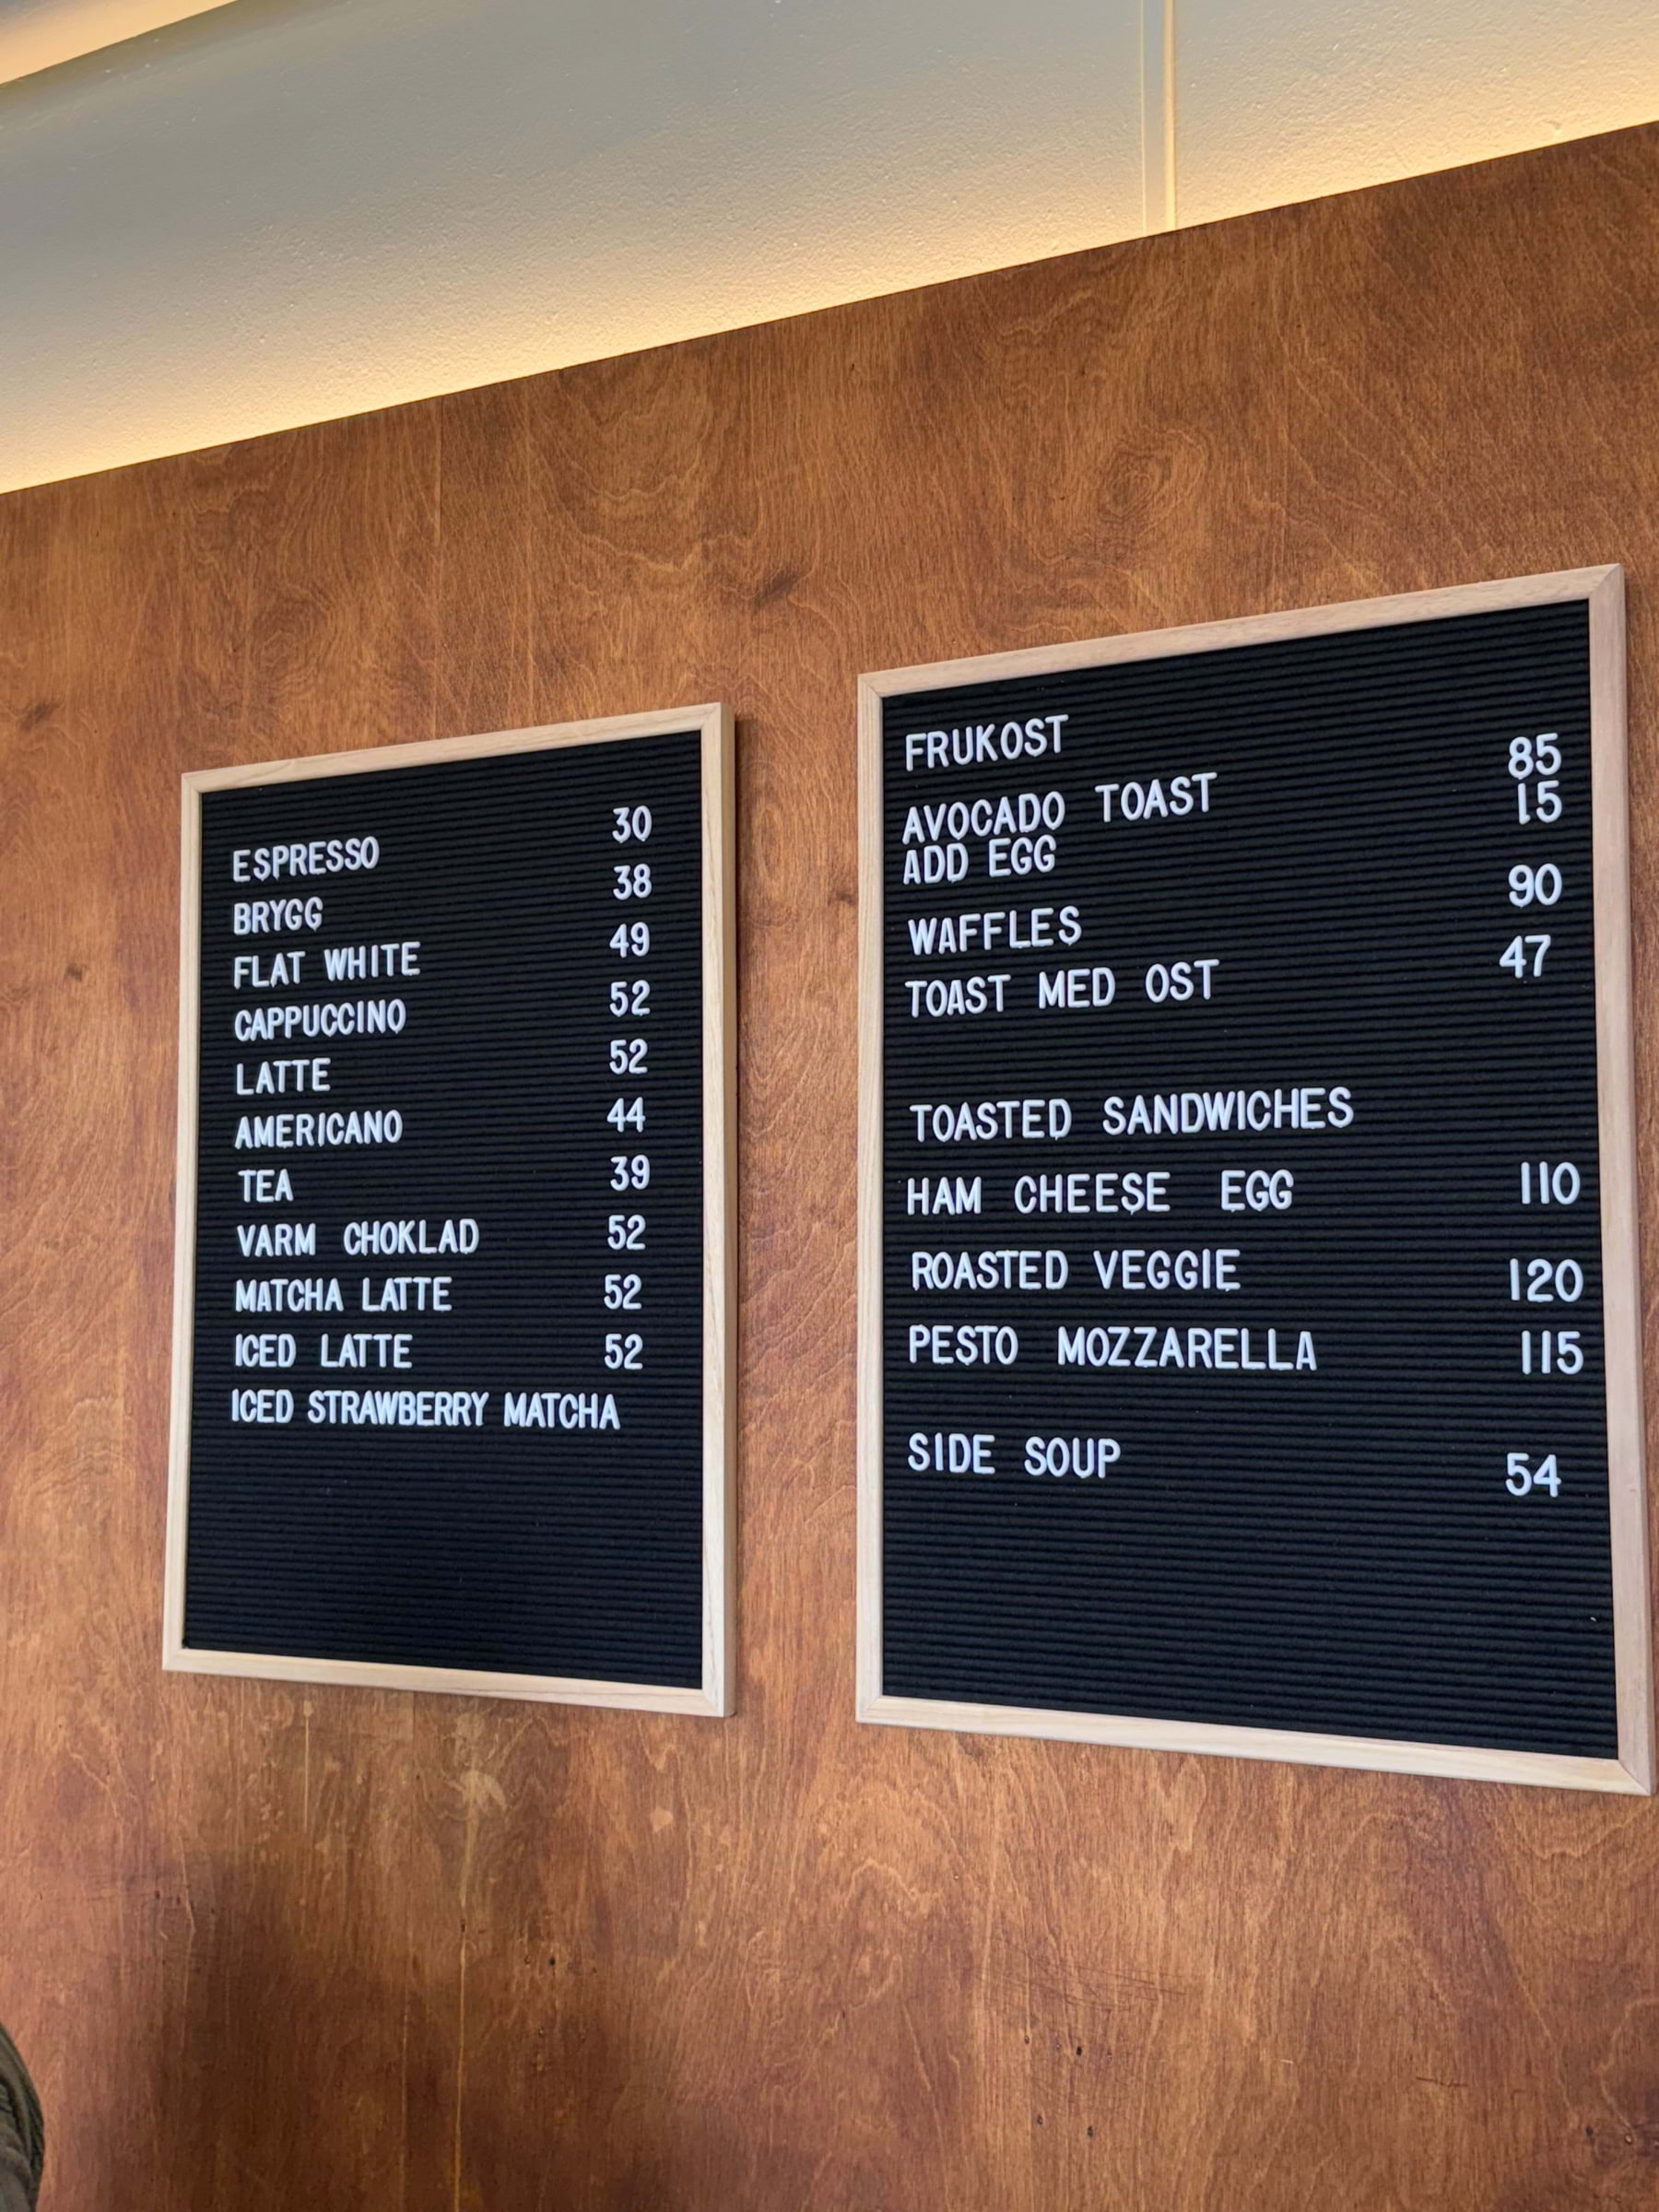 ESPRESSO 30
BRYGG 38
FLAT WHITE 49
CAPPUCCINO 52
LATTE 52
AMERICANO 44
TEA 39
VARM CHOKLAD 52
MATCHA LATTE 52
ICED LATTE 52
ICED STRAWBERRY MATCHA
FRUKOST
AVOCADO TOAST 85
ADD EGG 15
WAFFLES 90
TOAST MED OST 47
TOASTED SANDWICHES
HAM CHEESE EGG 110
ROASTED VEGGIE 120
PESTO MOZZARELLA 115
SIDE SOUP 54